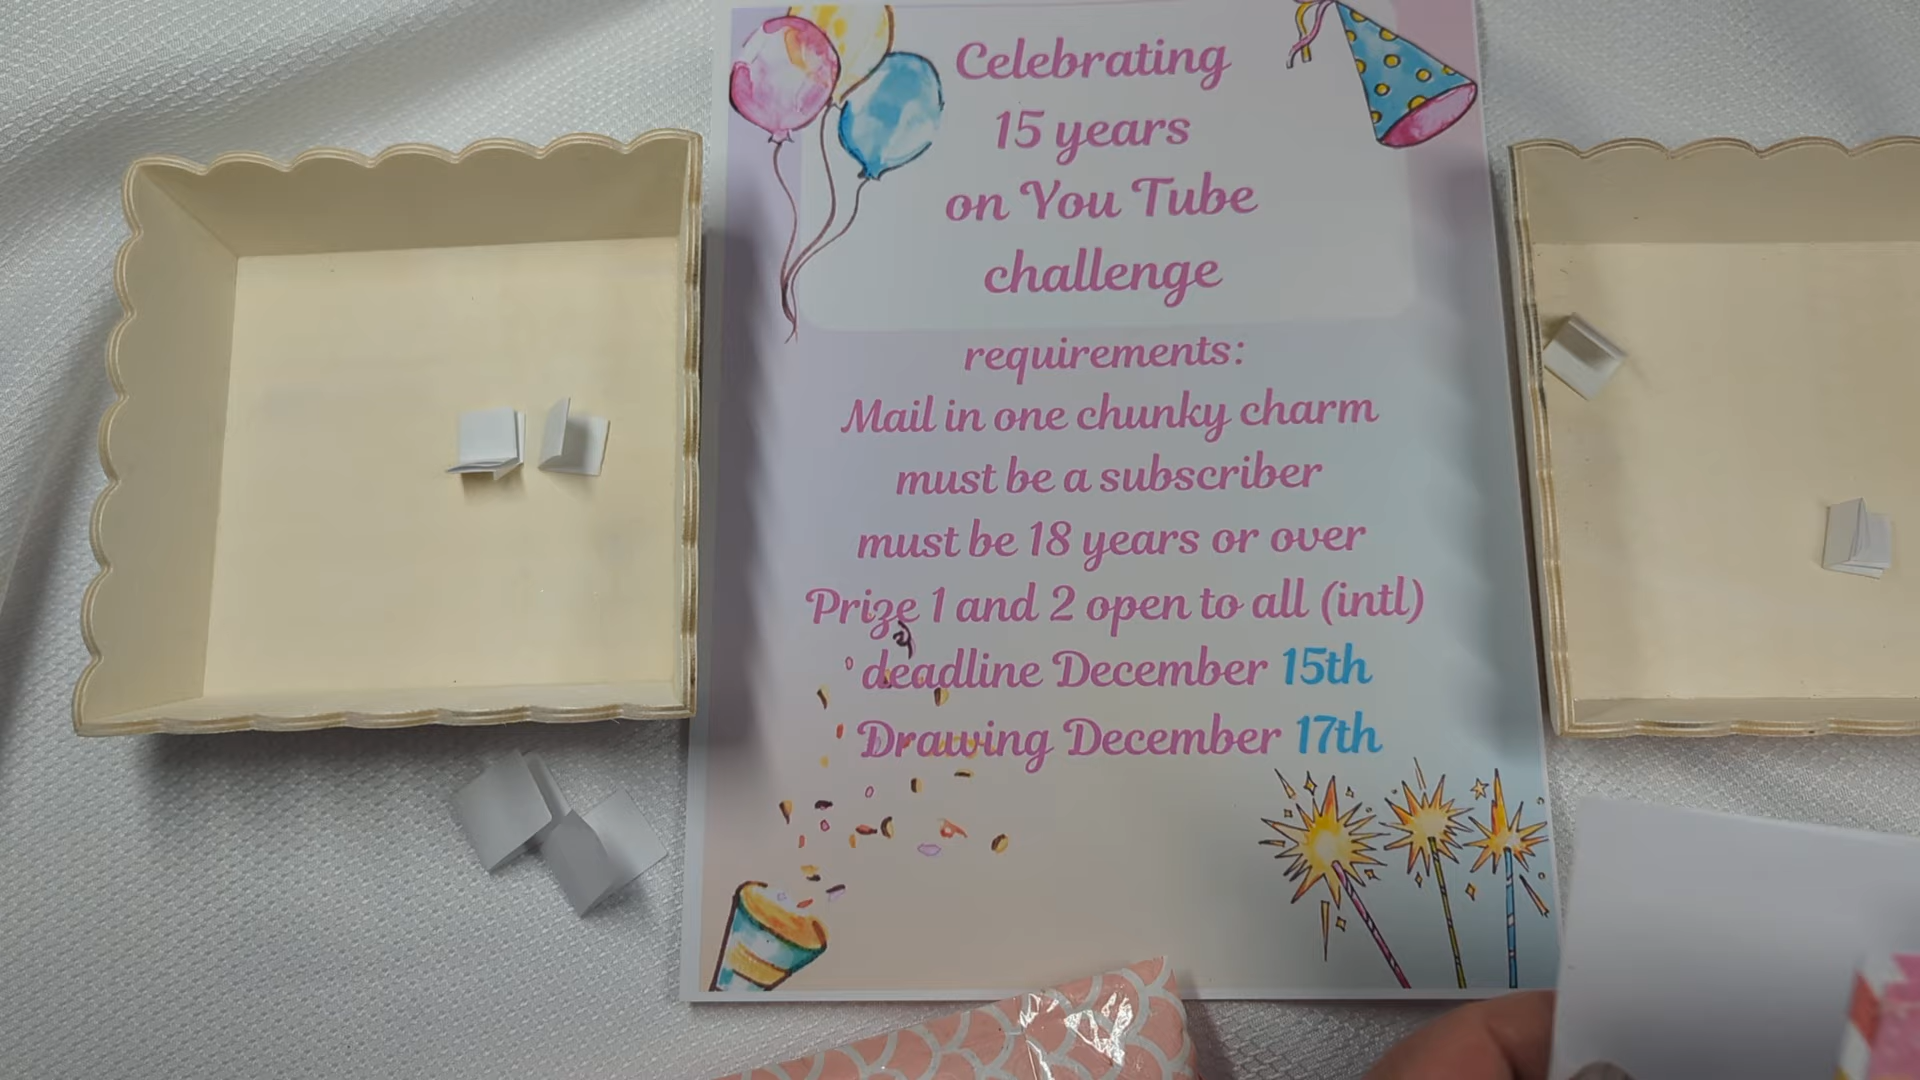 Celebrating
15 years
on You Tube
challenge
requirements:
Mail in one chunky charm
must be a subscriber
must be 18 years or over
Prize 1 and 2 open to all (intl)
deadline December 15th
Drawing December 17th